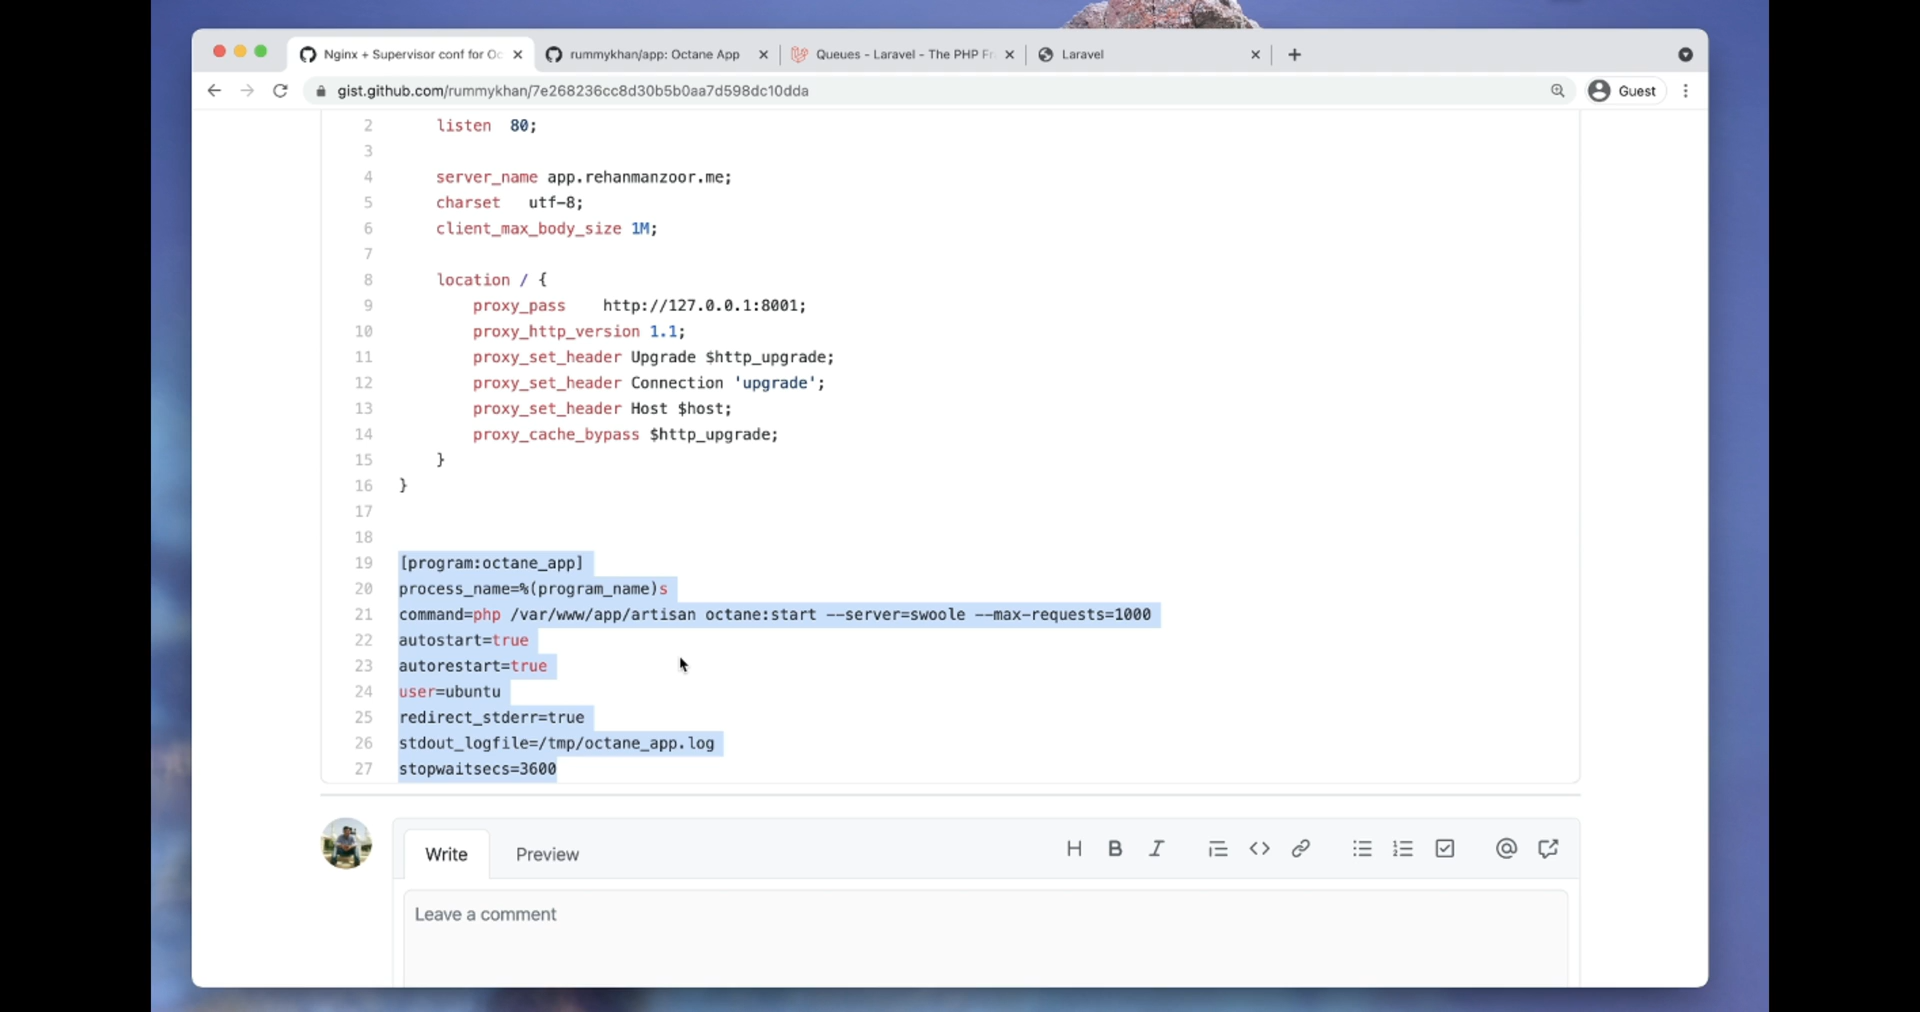 Nginx + Supervisor conf for Oc
rummykhan/app: Octane App
Queues - Laravel - The PHP Fr
Laravel
gist.github.com/rummykhan/7e268236cc8d30b5b0aa7d598dc10dda
Guest
2 listen 80;
3
4 server_name app.rehanmanzoor.me;
5 charset utf-8;
6 client_max_body_size 1M;
7
8 location / {
9 proxy_pass http://127.0.0.1:8001;
10 proxy_http_version 1.1;
11 proxy_set_header Upgrade $http_upgrade;
12 proxy_set_header Connection 'upgrade';
13 proxy_set_header Host $host;
14 proxy_cache_bypass $http_upgrade;
15 }
16 }
17
18
19 [program:octane_app]
20 process_name=%(program_name)s
21 command=php /var/www/app/artisan octane:start --server=swoole --max-requests=1000
22 autostart=true
23 autorestart=true
24 user=ubuntu
25 redirect_stderr=true
26 stdout_logfile=/tmp/octane_app.log
27 stopwaitsecs=3600
Write
Preview
Leave a comment